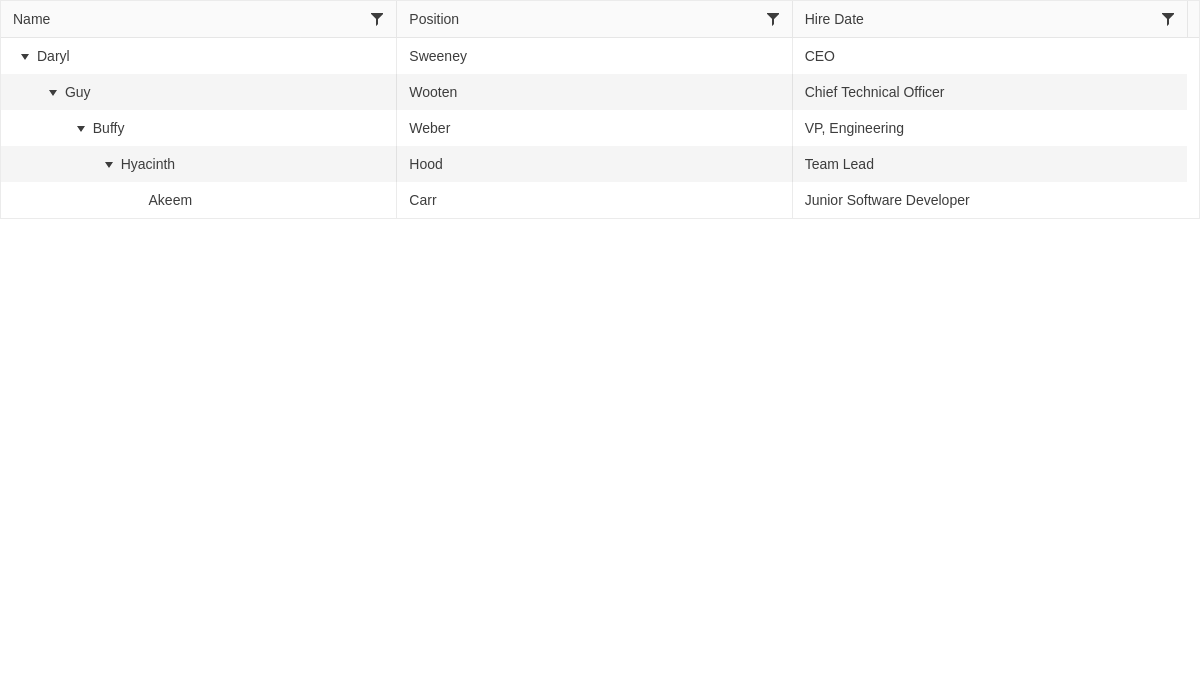 Name Position Hire Date
Daryl Sweeney CEO
Guy Wooten Chief Technical Officer
Buffy Weber VP, Engineering
Hyacinth Hood Team Lead
Akeem Carr Junior Software Developer